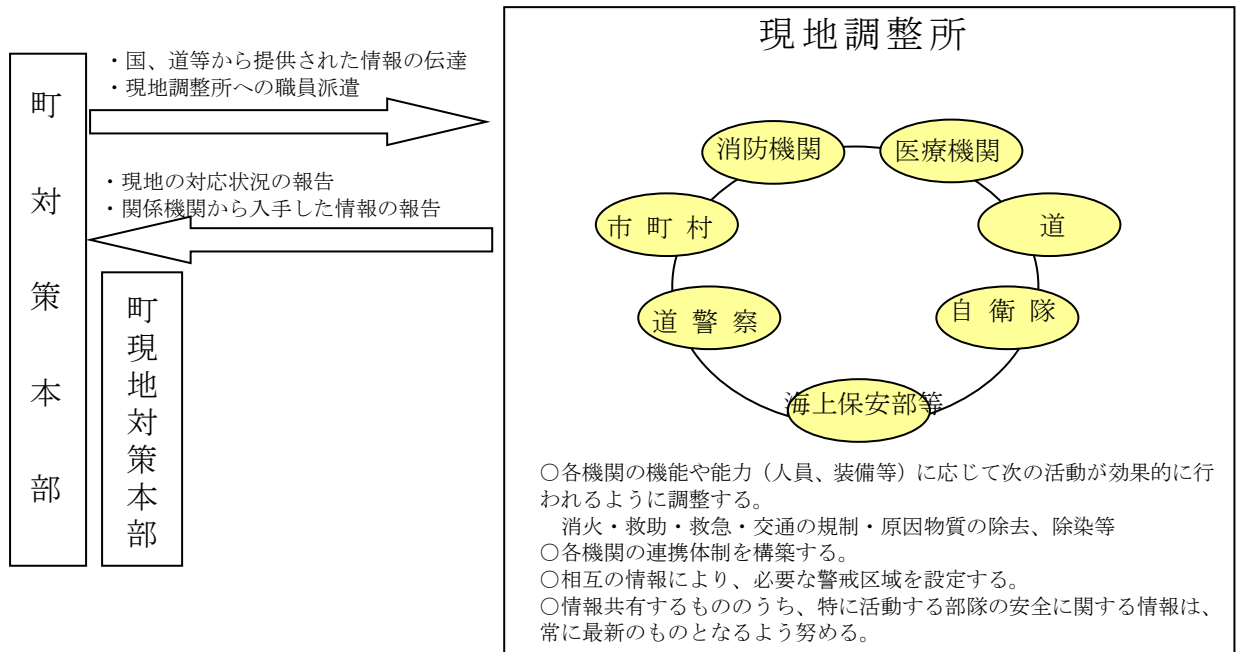 町対策本部
・国、道等から提供された情報の伝達
・現地調整所への職員派遣
・現地の対応状況の報告
・関係機関から入手した情報の報告
町現地対策本部
現地調整所
消防機関
医療機関
市町村
道
道警察
自衛隊
海上保安部等
○各機関の機能や能力（人員、装備等）に応じて次の活動が効果的に行
われるように調整する。
消火・救助・救急・交通の規制・原因物質の除去、除染等
○各機関の連携体制を構築する。
○相互の情報により、必要な警戒区域を設定する。
○情報共有するもののうち、特に活動する部隊の安全に関する情報は、
常に最新のものとなるよう努める。